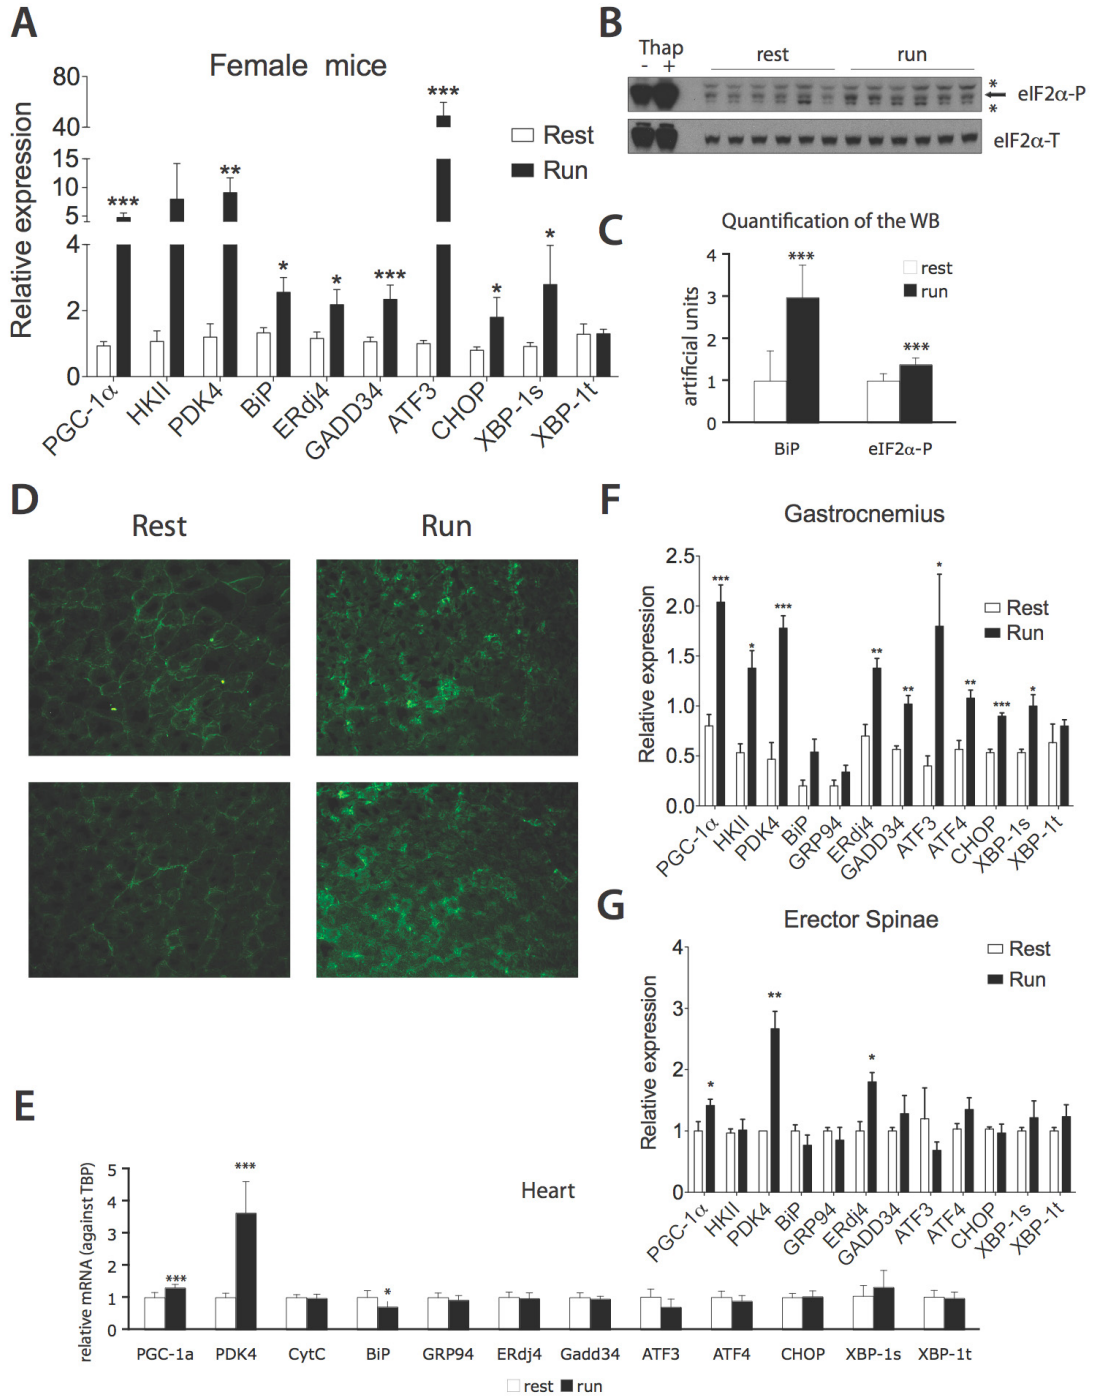 A
Female mice
Relative expression
80
40
15
10
5
4
2
0
***
**
*
*
***
***
*
*
Rest
Run
PGC-1α
HKII
PDK4
BiP
ERdj4
GADD34
ATF3
CHOP
XBP-1s
XBP-1t
B
Thap
- +
rest
run
*
eIF2α-P
*
eIF2α-T
C
Quantification of the WB
artificial units
4
3
2
1
0
***
***
rest
run
BiP
eIF2α-P
D
Rest
Run
F
Gastrocnemius
Relative expression
2.5
2.0
1.5
1.0
0.5
0.0
***
*
***
**
**
*
**
***
*
Rest
Run
PGC-1α
HKII
PDK4
BiP
GRP94
ERdj4
GADD34
ATF3
ATF4
CHOP
XBP-1s
XBP-1t
G
Erector Spinae
Relative expression
4
3
2
1
0
*
**
*
Rest
Run
PGC-1α
HKII
PDK4
BiP
GRP94
ERdj4
GADD34
ATF3
ATF4
CHOP
XBP-1s
XBP-1t
E
Heart
relative mRNA (against TBP)
5
4
3
2
1
0
***
***
*
PGC-1a
PDK4
CytC
BiP
GRP94
ERdj4
Gadd34
ATF3
ATF4
CHOP
XBP-1s
XBP-1t
rest
run